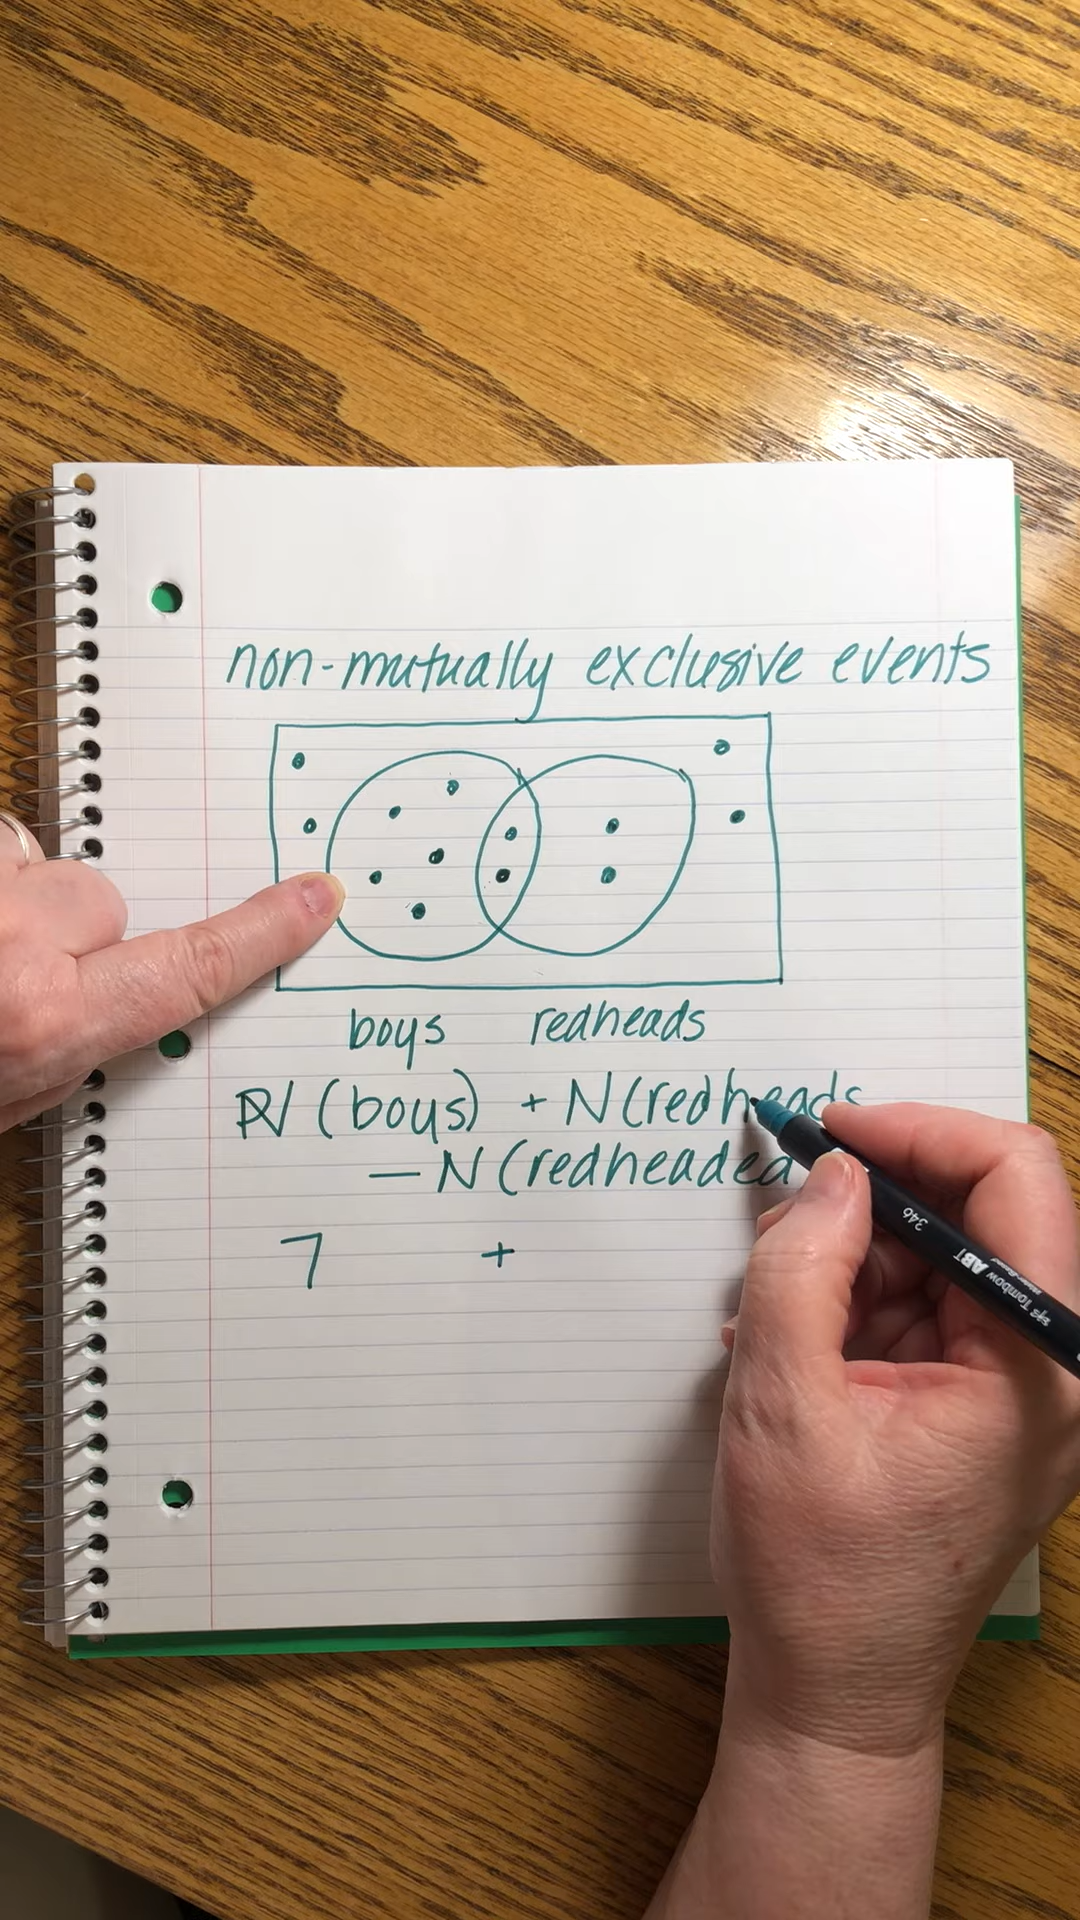 non-mutually exclusive events
boys redheads
N (boys) + N (redheads
— N (redheaded
7 +
346
ABT
Tombow